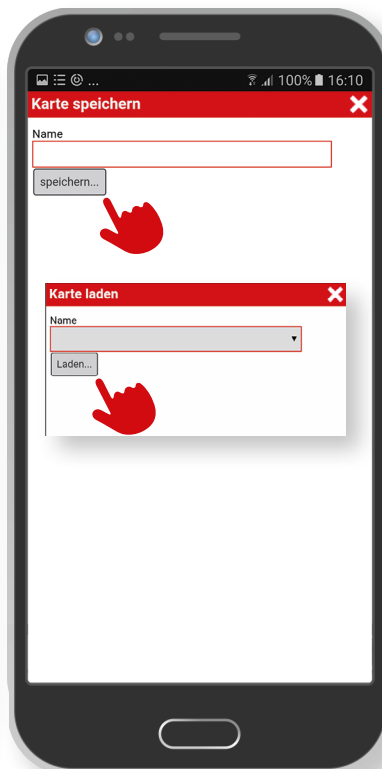 ... 100% 16:10
Karte speichern
Name
speichern...
Karte laden
Name
Laden...